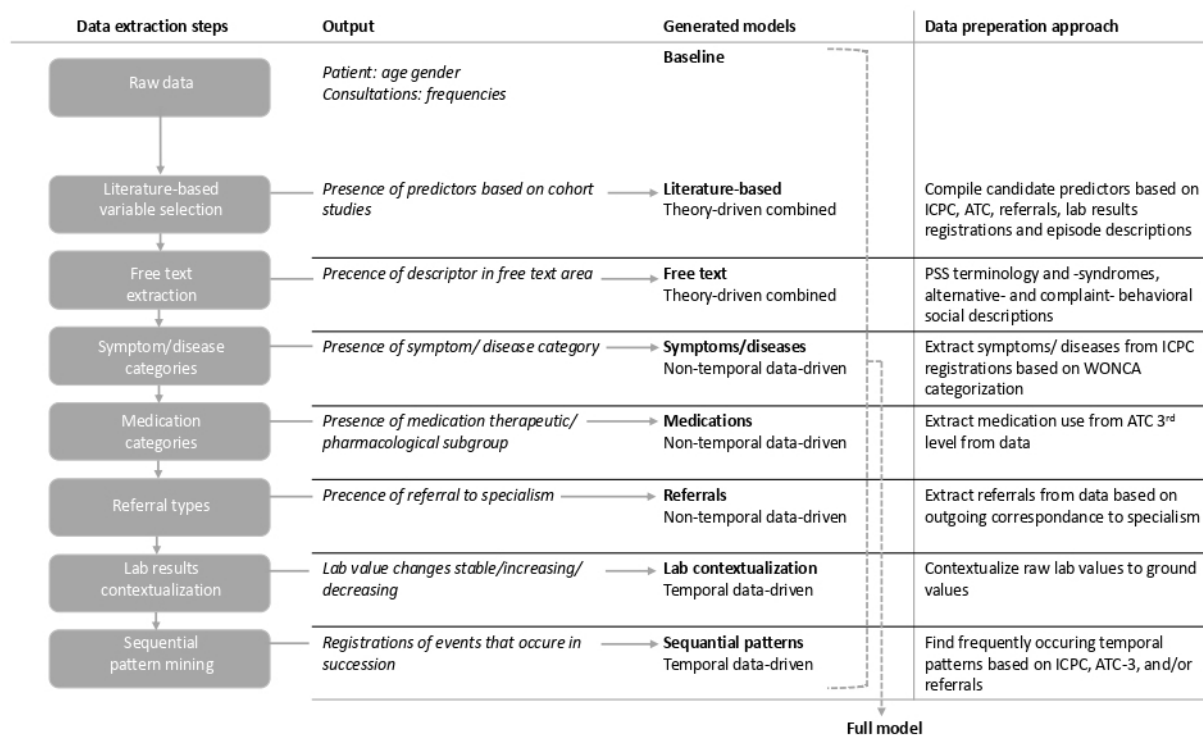 Data extraction steps
Output
Generated models
Data preperation approach
Raw data
Patient: age gender
Consultations: frequencies
Baseline
Literature-based
variable selection
Presence of predictors based on cohort
studies
Literature-based
Theory-driven combined
Compile candidate predictors based on
ICPC, ATC, referrals, lab results
registrations and episode descriptions
Free text
extraction
Precence of descriptor in free text area
Free text
Theory-driven combined
PSS terminology and -syndromes,
alternative- and complaint- behavioral
social descriptions
Symptom/disease
categories
Presence of symptom/ disease category
Symptoms/diseases
Non-temporal data-driven
Extract symptoms/ diseases from ICPC
registrations based on WONCA
categorization
Medication
categories
Presence of medication therapeutic/
pharmacological subgroup
Medications
Non-temporal data-driven
Extract medication use from ATC 3rd
level from data
Referral types
Precence of referral to specialism
Referrals
Non-temporal data-driven
Extract referrals from data based on
outgoing correspondance to specialism
Lab results
contextualization
Lab value changes stable/increasing/
decreasing
Lab contextualization
Temporal data-driven
Contextualize raw lab values to ground
values
Sequential
pattern mining
Registrations of events that occure in
succession
Sequantial patterns
Temporal data-driven
Find frequently occuring temporal
patterns based on ICPC, ATC-3, and/or
referrals
Full model